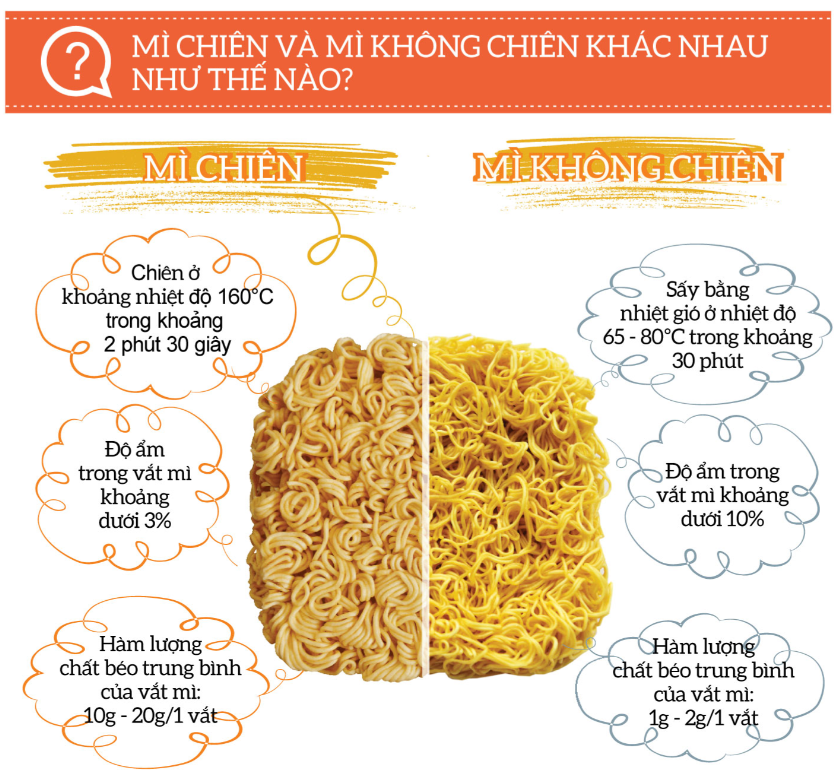 ?
MÌ CHIÊN VÀ MÌ KHÔNG CHIÊN KHÁC NHAU
NHƯ THẾ NÀO?
MÌ CHIÊN
MÌ KHÔNG CHIÊN
Chiên ở
khoảng nhiệt độ 160°C
trong khoảng
2 phút 30 giây
Sấy bằng
nhiệt gió ở nhiệt độ
65 - 80°C trong khoảng
30 phút
Độ ẩm
trong vắt mì
khoảng
dưới 3%
Độ ẩm trong
vắt mì khoảng
dưới 10%
Hàm lượng
chất béo trung bình
của vắt mì:
10g - 20g/1 vắt
Hàm lượng
chất béo trung bình
của vắt mì:
1g - 2g/1 vắt